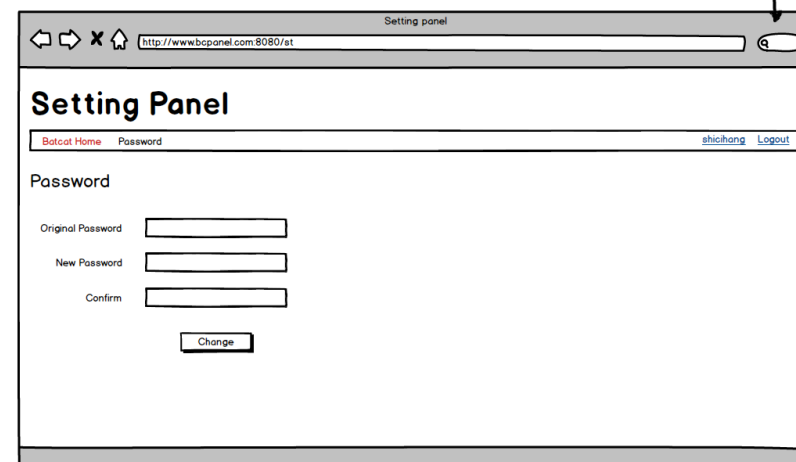 Setting panel
http://www.bcpanel.com:8080/st
Setting Panel
Batcat Home Password shicihang Logout
Password
Original Password
New Password
Confirm
Change